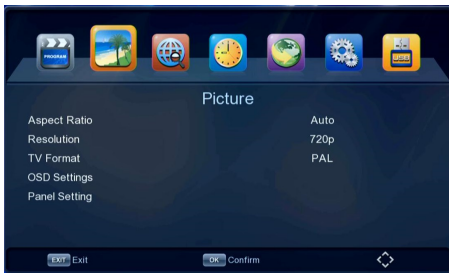 PROGRAM
Picture
Aspect Ratio Auto
Resolution 720p
TV Format PAL
OSD Settings
Panel Setting
EXIT Exit OK Confirm